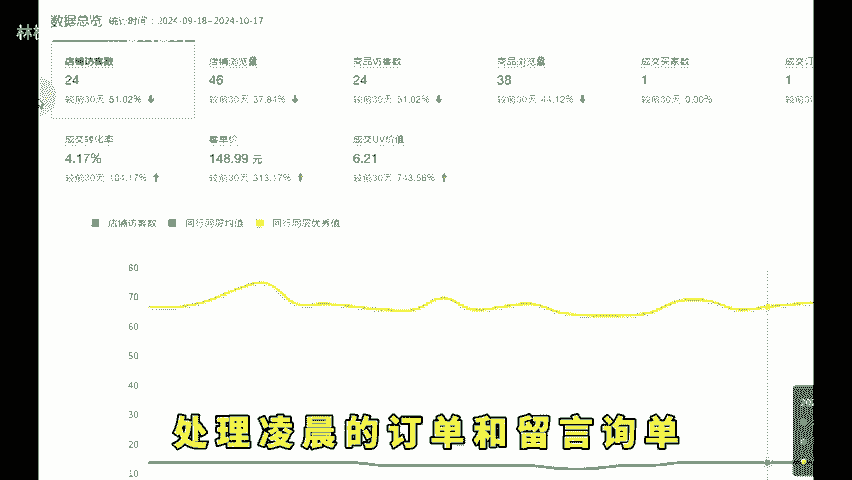 数据总览 统计时间：2024-09-18~2024-10-17
林
店铺访客数 店铺浏览量 商品访客数 商品浏览量 成交买家数 成交订
24 46 24 38 1 1
较前30天 51.02% 较前30天 37.84% 较前30天 51.02% 较前30天 44.12% 较前30天 0.00% 较前30
成交转化率 客单价 成交UV价值
4.17% 148.99 元 6.21
较前30天 104.17% 较前30天 313.17% 较前30天 743.56%
店铺访客数 同行同层均值 同行同层优秀值
80
70
60
50
40
30
20
10
处理凌晨的订单和留言询单